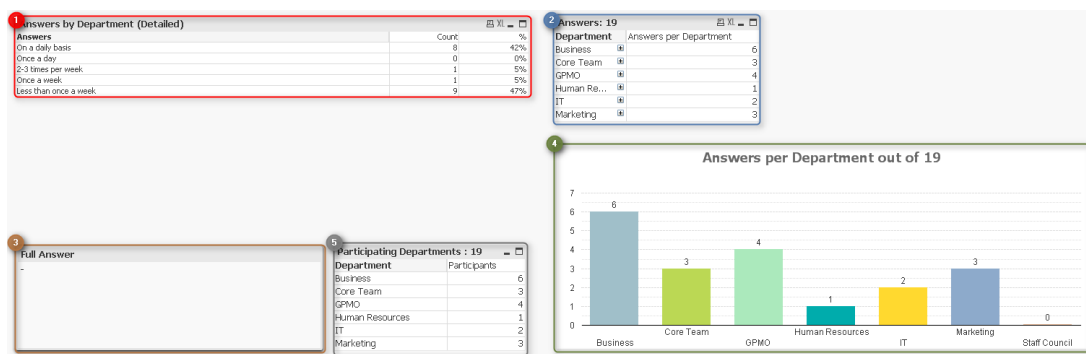 1
Answers by Department (Detailed)
XL
Answers Count %
On a daily basis 8 42%
Once a day 0 0%
2-3 times per week 1 5%
Once a week 1 5%
Less than once a week 9 47%
2
Answers: 19
XL
Department Answers per Department
Business 6
Core Team 3
GPMO 4
Human Re... 1
IT 2
Marketing 3
3
Full Answer
-
5
Participating Departments : 19
Department Participants
Business 6
Core Team 3
GPMO 4
Human Resources 1
IT 2
Marketing 3
4
Answers per Department out of 19
7
6
5
4
3
2
1
0
6
3
4
1
2
3
0
Business
Core Team
GPMO
Human Resources
IT
Marketing
Staff Council